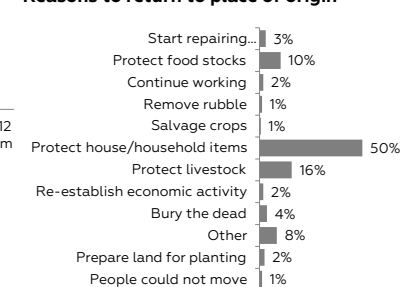 Reasons to return to place of origin
Start repairing... 3%
Protect food stocks 10%
Continue working 2%
Remove rubble 1%
12
Salvage crops 1%
m
Protect house/household items 50%
Protect livestock 16%
Re-establish economic activity 2%
Bury the dead 4%
Other 8%
Prepare land for planting 2%
People could not move 1%